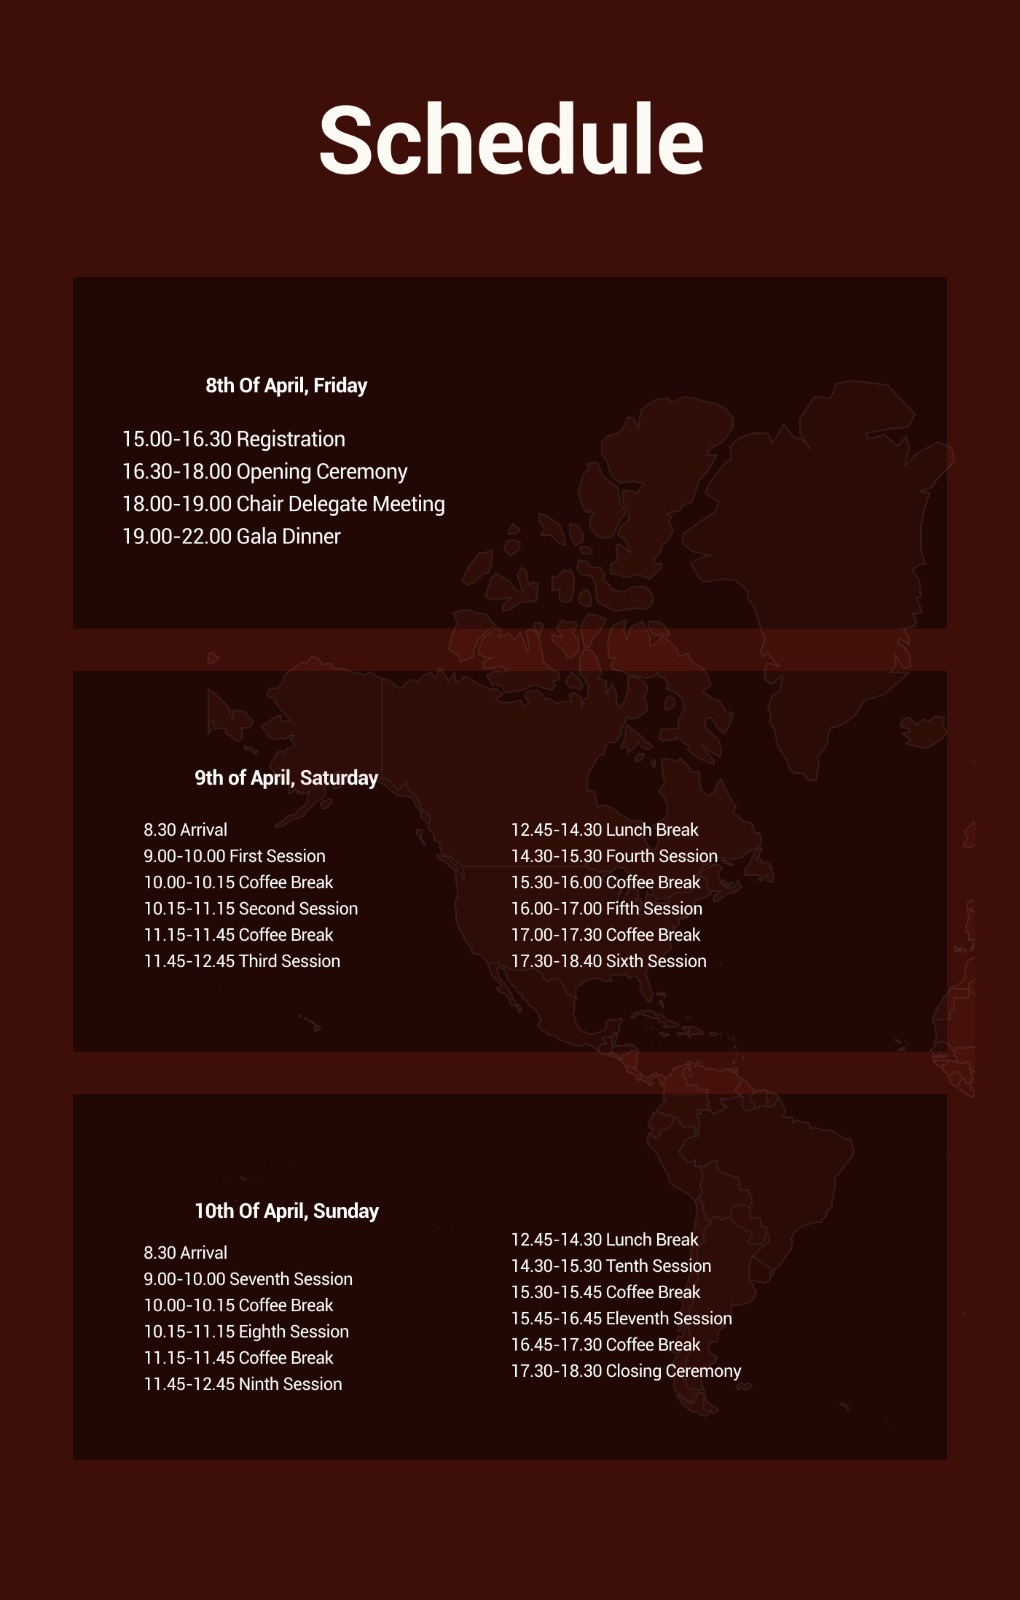 Schedule
8th Of April, Friday
15.00-16.30 Registration
16.30-18.00 Opening Ceremony
18.00-19.00 Chair Delegate Meeting
19.00-22.00 Gala Dinner
9th of April, Saturday
8.30 Arrival
9.00-10.00 First Session
10.00-10.15 Coffee Break
10.15-11.15 Second Session
11.15-11.45 Coffee Break
11.45-12.45 Third Session
12.45-14.30 Lunch Break
14.30-15.30 Fourth Session
15.30-16.00 Coffee Break
16.00-17.00 Fifth Session
17.00-17.30 Coffee Break
17.30-18.40 Sixth Session
10th Of April, Sunday
8.30 Arrival
9.00-10.00 Seventh Session
10.00-10.15 Coffee Break
10.15-11.15 Eighth Session
11.15-11.45 Coffee Break
11.45-12.45 Ninth Session
12.45-14.30 Lunch Break
14.30-15.30 Tenth Session
15.30-15.45 Coffee Break
15.45-16.45 Eleventh Session
16.45-17.30 Coffee Break
17.30-18.30 Closing Ceremony